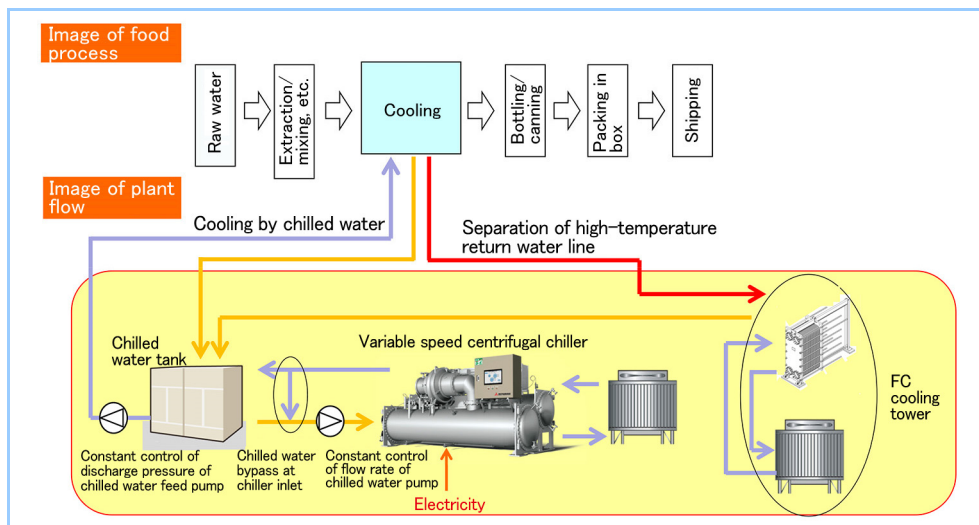 Image of food
process
Raw water
Extraction/
mixing, etc.
Cooling
Bottling/
canning
Packing in
box
Shipping
Image of plant
flow
Cooling by chilled water
Separation of high-temperature
return water line
Chilled
water tank
Variable speed centrifugal chiller
FC
cooling
tower
Constant control of
discharge pressure of
chilled water feed pump
Chilled water
bypass at
chiller inlet
Constant control
of flow rate of
chilled water pump
Electricity